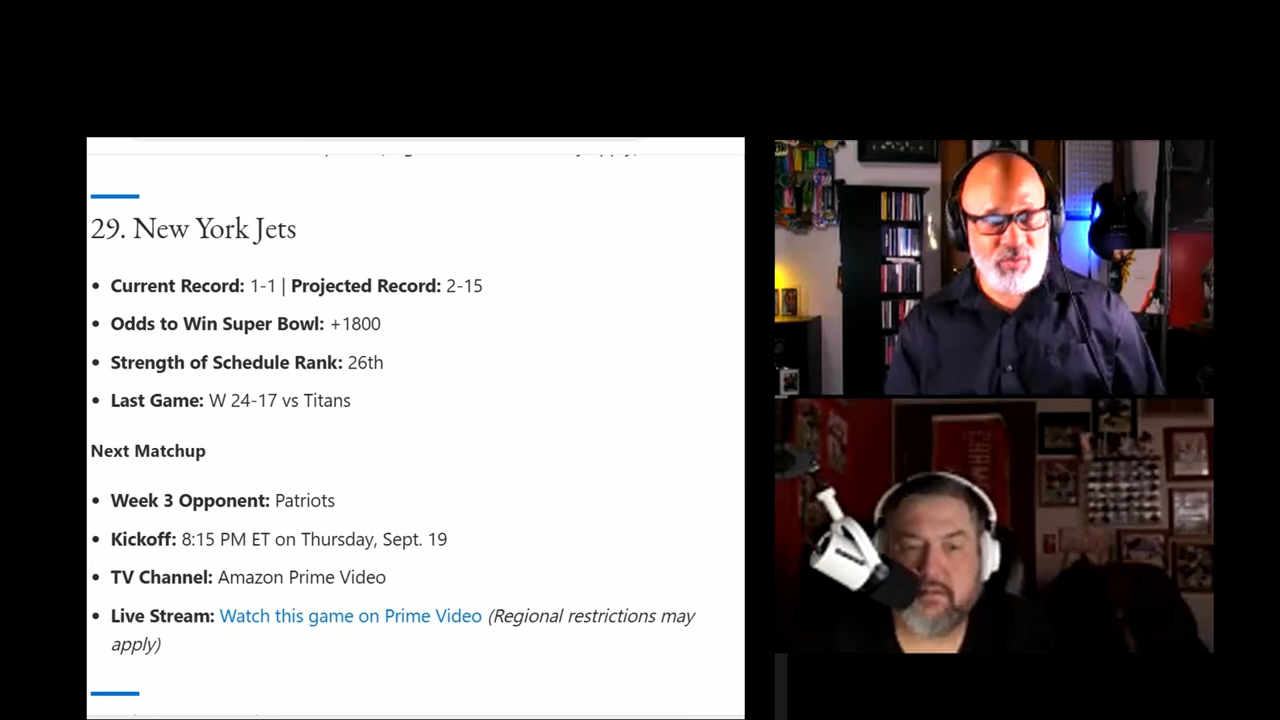 29. New York Jets
• Current Record: 1-1 | Projected Record: 2-15
• Odds to Win Super Bowl: +1800
• Strength of Schedule Rank: 26th
• Last Game: W 24-17 vs Titans
Next Matchup
• Week 3 Opponent: Patriots
• Kickoff: 8:15 PM ET on Thursday, Sept. 19
• TV Channel: Amazon Prime Video
• Live Stream: Watch this game on Prime Video (Regional restrictions may
apply)